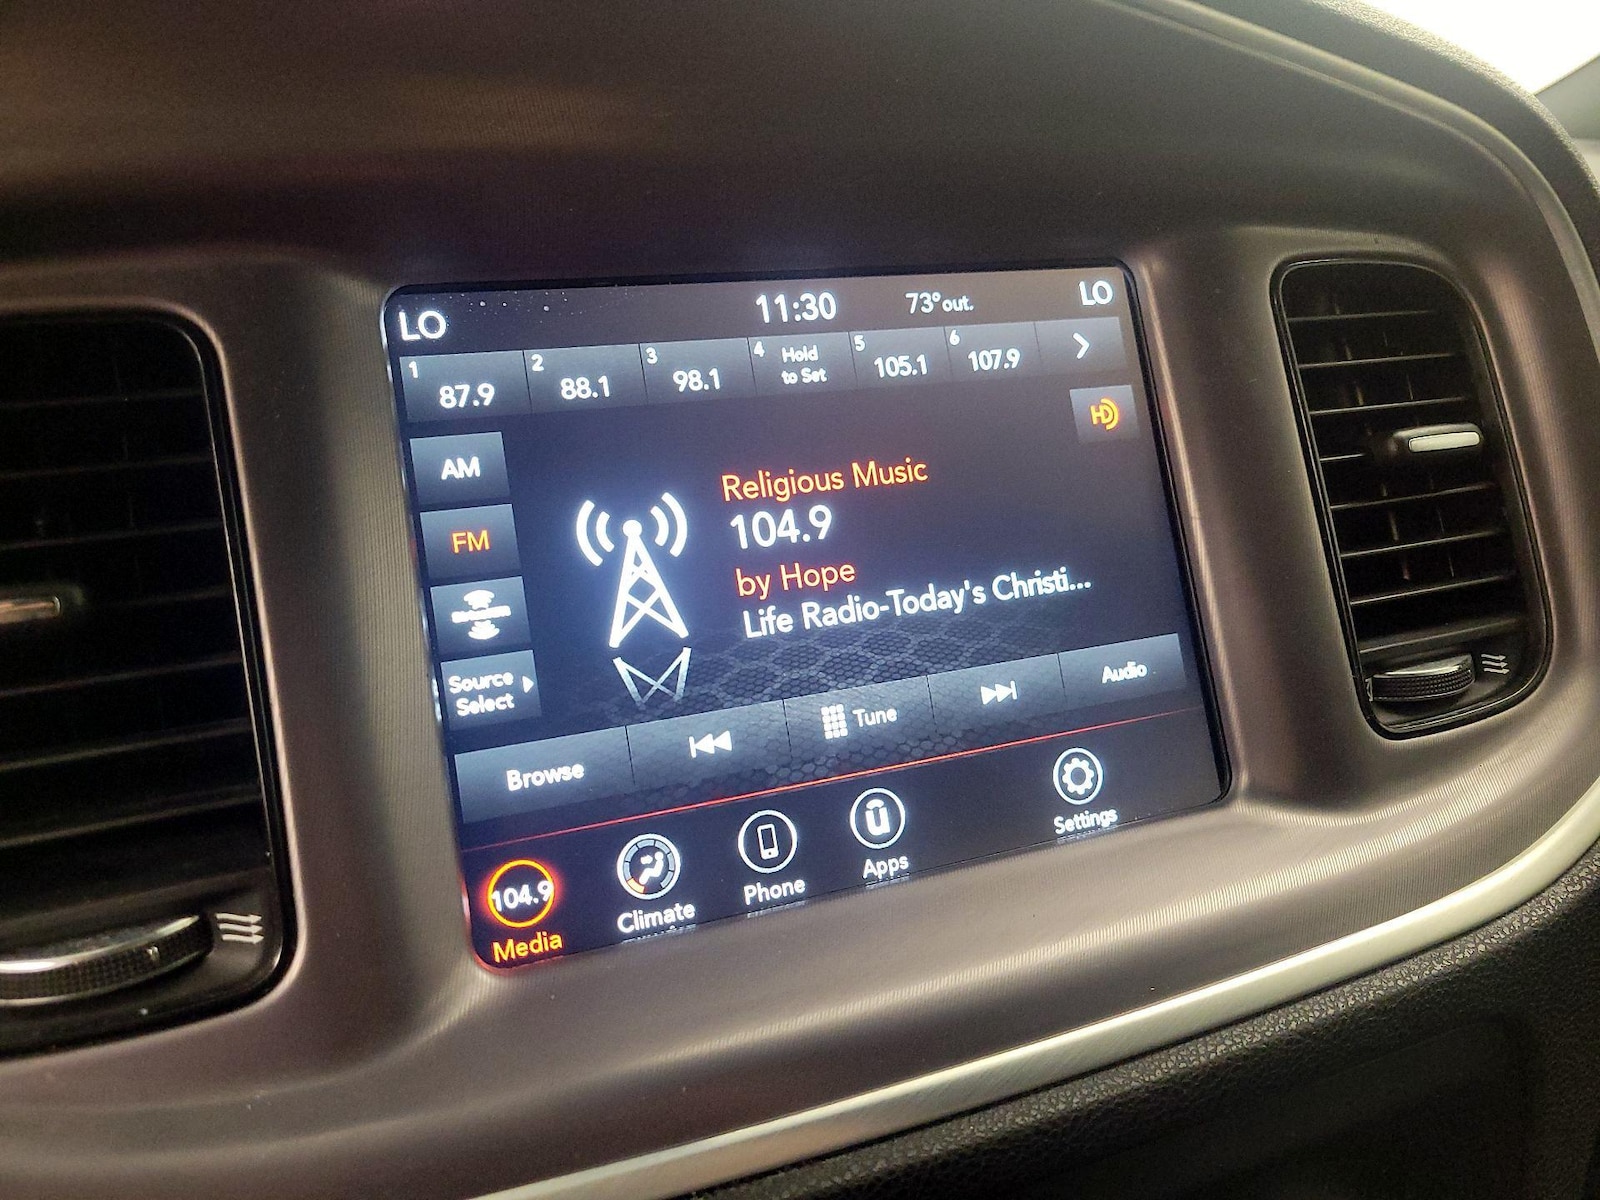 LO 11:30 73° out. LO
1 87.9 2 88.1 3 98.1 4 Hold to Set 5 105.1 6 107.9
HD
AM
FM
Source
Select
Religious Music
104.9
by Hope
Life Radio-Today's Christi...
Browse Tune Audio
104.9
Media Climate Phone Apps Settings